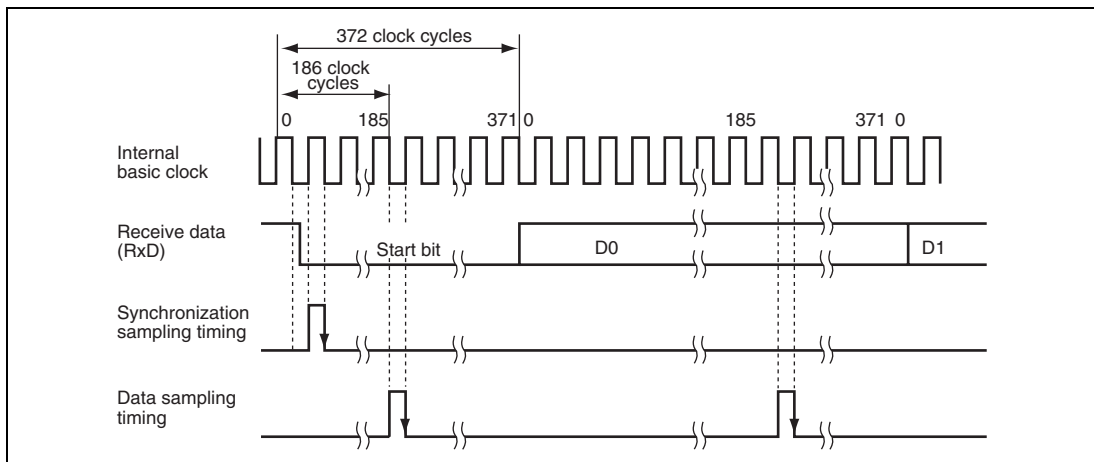 372 clock cycles
186 clock
cycles
0 185 371 0 185 371 0
Internal
basic clock
Receive data
(RxD)
Start bit D0 D1
Synchronization
sampling timing
Data sampling
timing